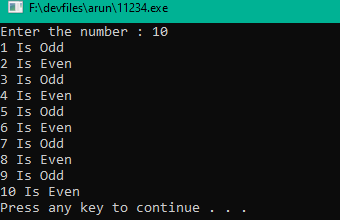 F:\devfiles\arun\11234.exe
Enter the number : 10
1 Is Odd
2 Is Even
3 Is Odd
4 Is Even
5 Is Odd
6 Is Even
7 Is Odd
8 Is Even
9 Is Odd
10 Is Even
Press any key to continue . . .